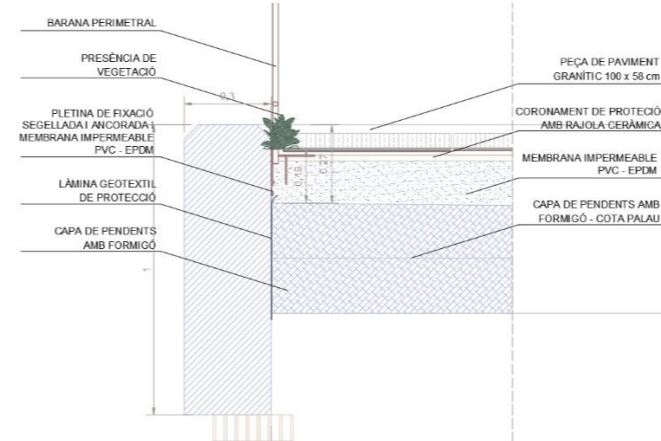 BARANA PERIMETRAL
PRESÈNCIA DE
VEGETACIÓ
PLETINA DE FIXACIÓ
SEGELLADA I ANCORADA
MEMBRANA IMPERMEABLE
PVC - EPDM
LÀMINA GEOTEXTIL
DE PROTECCIÓ
CAPA DE PENDENTS
AMB FORMIGÓ
0,3
0,19
0,27
1
PEÇA DE PAVIMENT
GRANÍTIC 100 x 58 cm
CORONAMENT DE PROTECIÓ
AMB RAJOLA CERÀMICA
MEMBRANA IMPERMEABLE
PVC - EPDM
CAPA DE PENDENTS AMB
FORMIGÓ - COTA PALAU